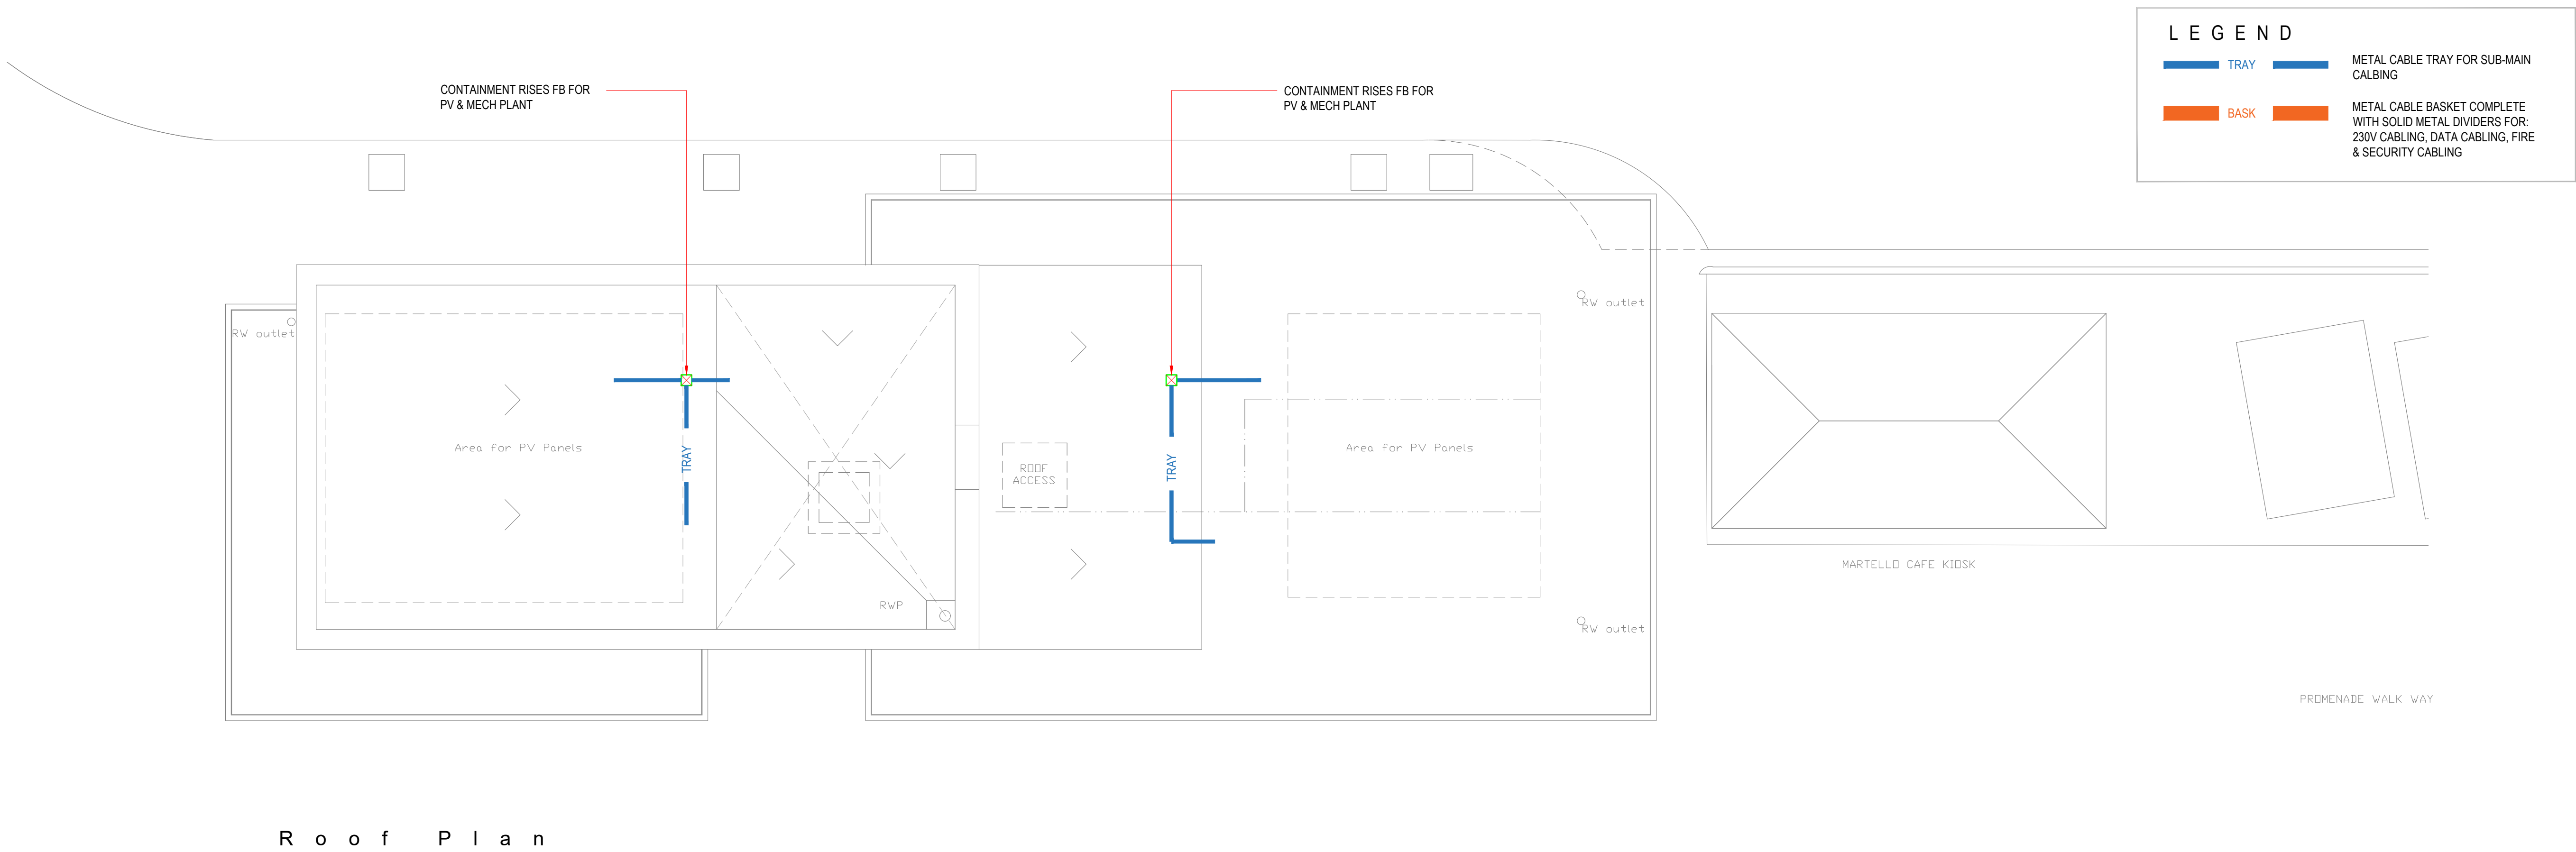 L E G E N D
TRAY
METAL CABLE TRAY FOR SUB-MAIN
CALBING
BASK
METAL CABLE BASKET COMPLETE
WITH SOLID METAL DIVIDERS FOR:
230V CABLING, DATA CABLING, FIRE
& SECURITY CABLING
CONTAINMENT RISES FB FOR
PV & MECH PLANT
CONTAINMENT RISES FB FOR
PV & MECH PLANT
RW outlet
RW outlet
Area for PV Panels
TRAY
ROOF
ACCESS
TRAY
Area for PV Panels
MARTELLO CAFE KIOSK
RWP
RW outlet
PROMENADE WALK WAY
R o o f P l a n